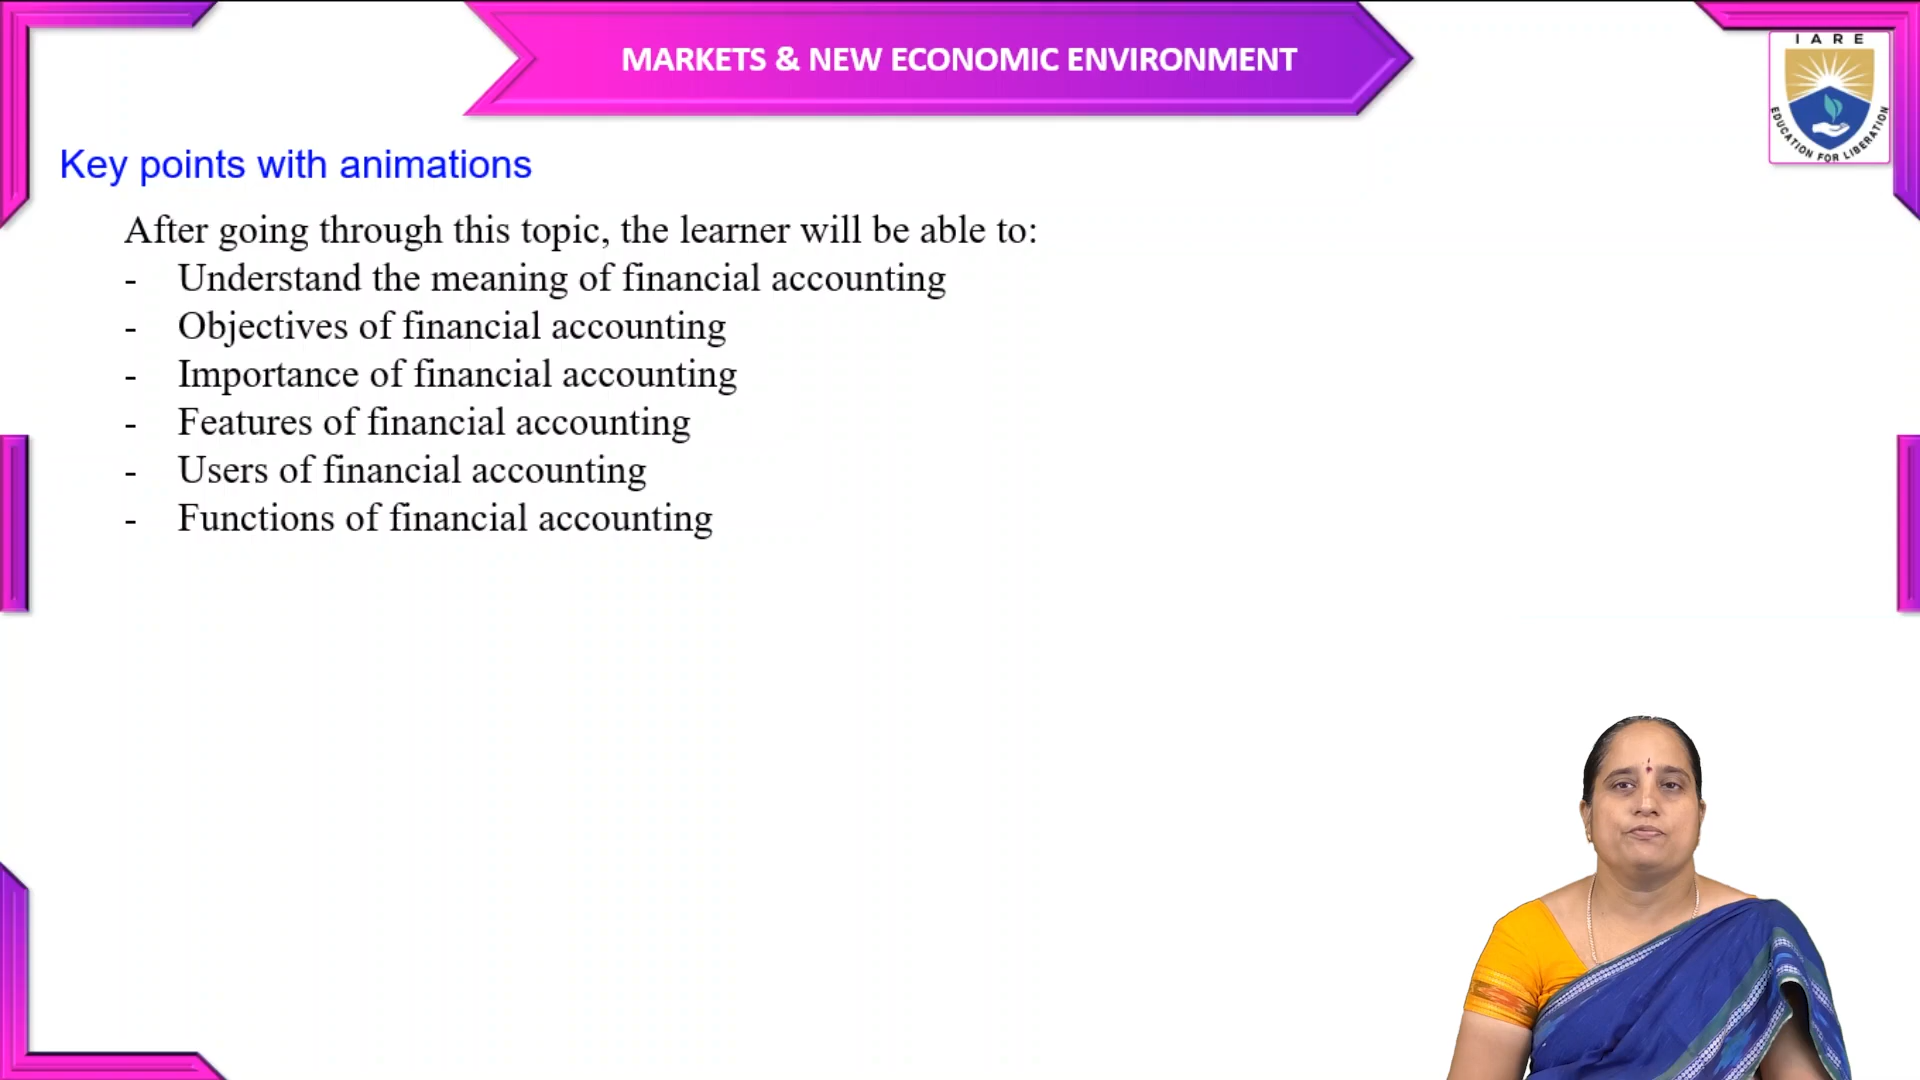 MARKETS & NEW ECONOMIC ENVIRONMENT
I A R E
EDUCATION FOR LIBERATION
Key points with animations
After going through this topic, the learner will be able to:
- Understand the meaning of financial accounting
- Objectives of financial accounting
- Importance of financial accounting
- Features of financial accounting
- Users of financial accounting
- Functions of financial accounting